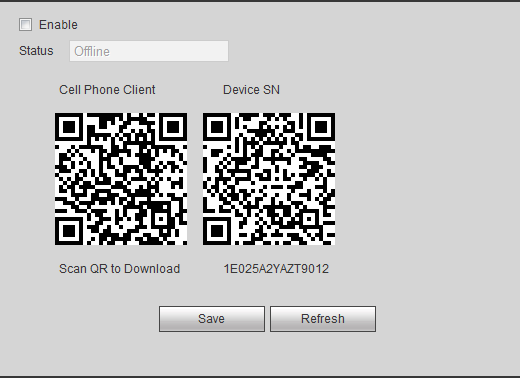 Enable
Status Offline
Cell Phone Client Device SN
Scan QR to Download 1E025A2YAZT9012
Save Refresh